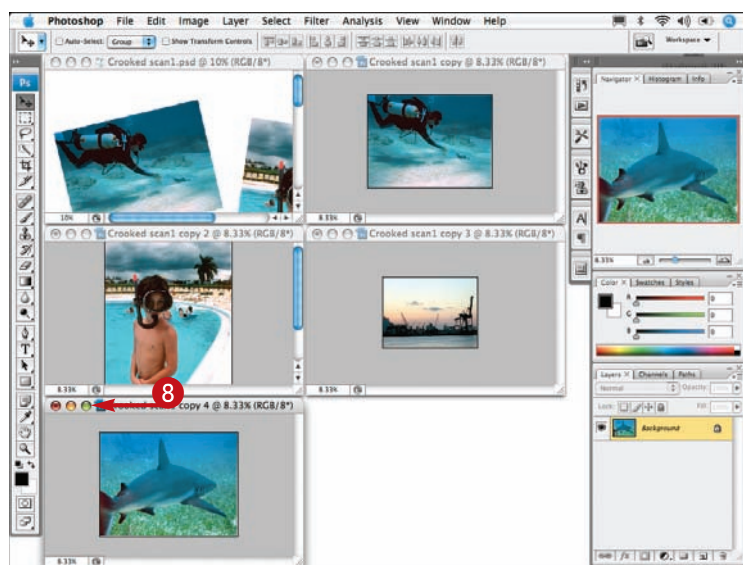 Photoshop File Edit Image Layer Select Filter Analysis View Window Help
Auto-Select: Group Show Transform Controls Workspace
Crooked scan1.psd @ 10% (RGB/8*)
Crooked scan1 copy @ 8.33% (RGB/8*)
Ps
Navigator × Histogram Info
10%
8.33%
8.33%
Crooked scan1 copy 2 @ 8.33% (RGB/8*)
Crooked scan1 copy 3 @ 8.33% (RGB/8*)
Color × Swatches Styles
R 0
G 0
B 0
T
A
8.33%
8.33%
Layers × Channels Paths
Normal Opacity:
8
Crooked scan1 copy 4 @ 8.33% (RGB/8*)
Lock: Fill:
Background
8.33%
fx